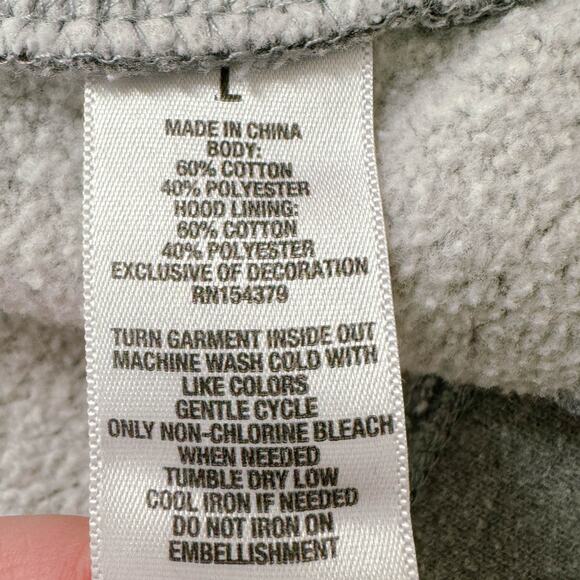 L
MADE IN CHINA
BODY:
60% COTTON
40% POLYESTER
HOOD LINING:
60% COTTON
40% POLYESTER
EXCLUSIVE OF DECORATION
RN154379
TURN GARMENT INSIDE OUT
MACHINE WASH COLD WITH
LIKE COLORS
GENTLE CYCLE
ONLY NON-CHLORINE BLEACH
WHEN NEEDED
TUMBLE DRY LOW
COOL IRON IF NEEDED
DO NOT IRON ON
EMBELLISHMENT